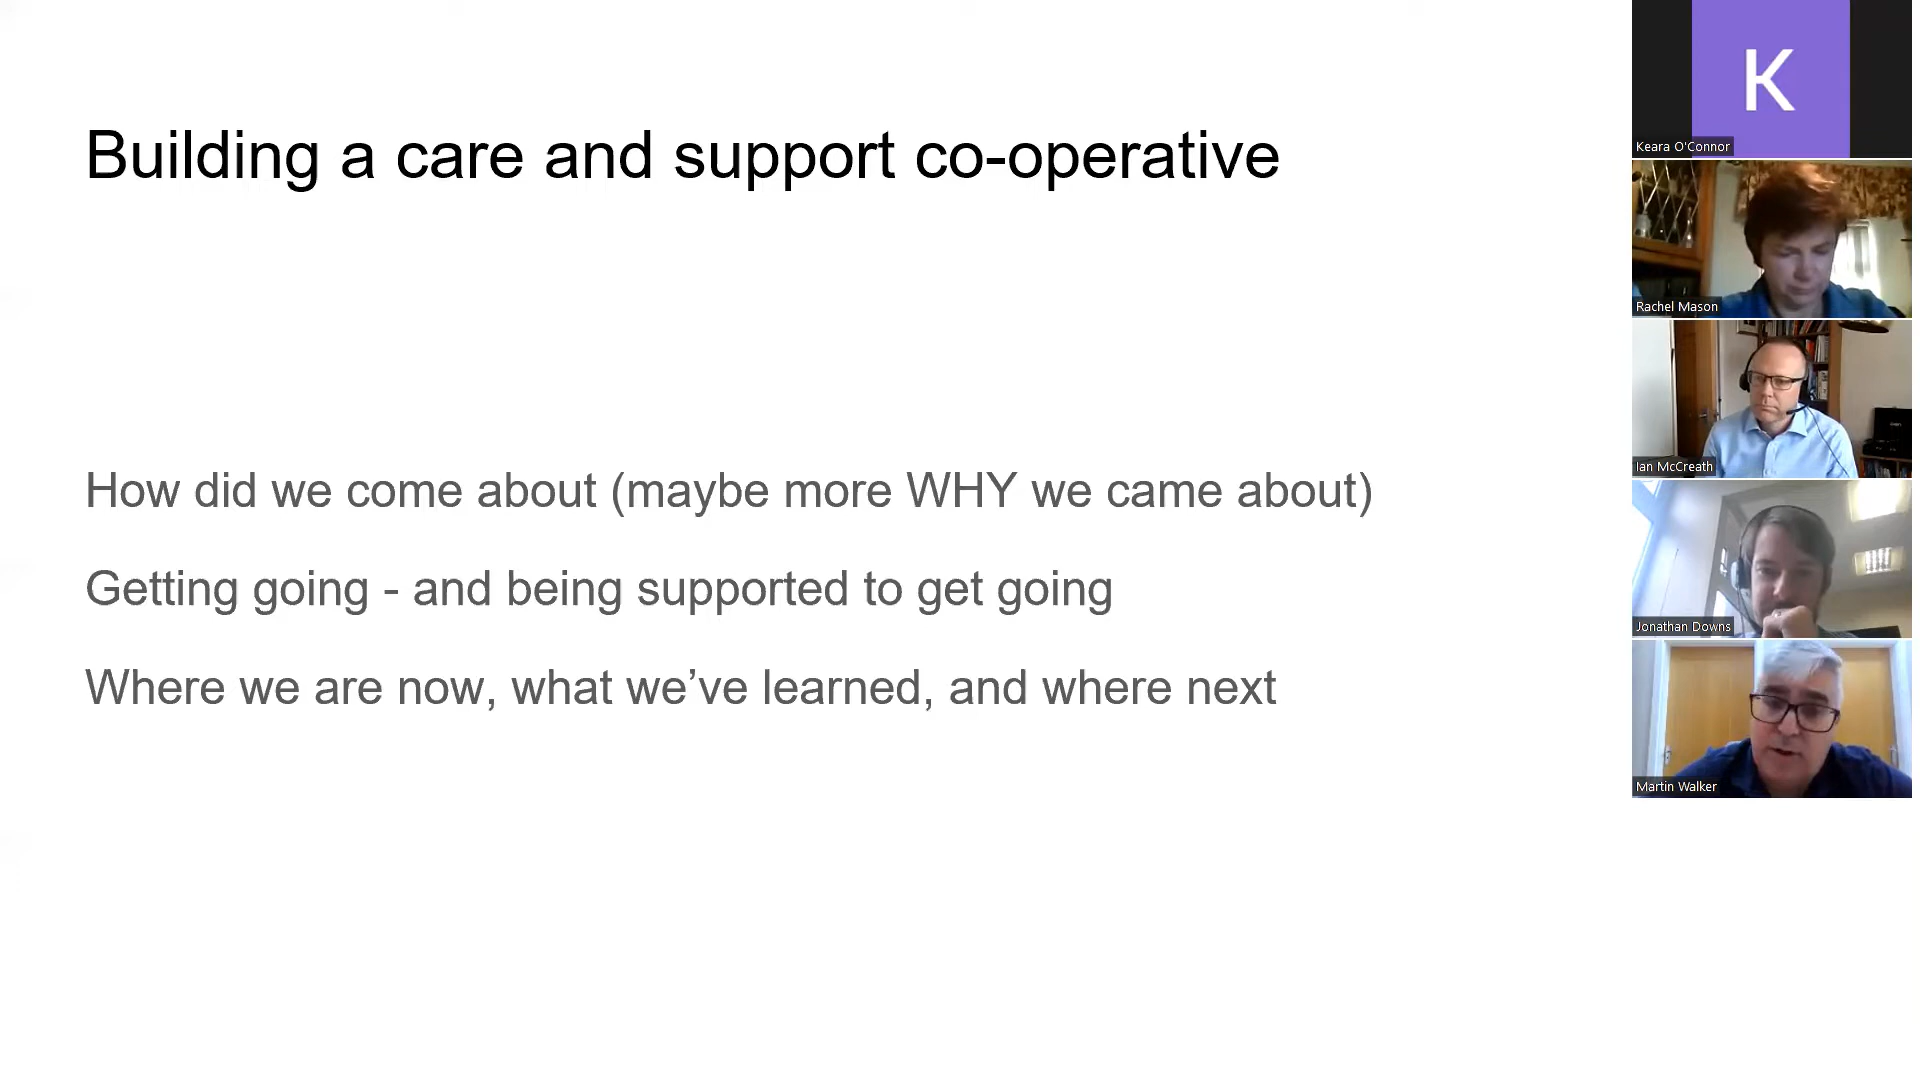 Building a care and support co-operative
How did we come about (maybe more WHY we came about)
Getting going - and being supported to get going
Where we are now, what we’ve learned, and where next
K
Keara O'Connor
Rachel Mason
Ian McCreath
Jonathan Downs
Martin Walker